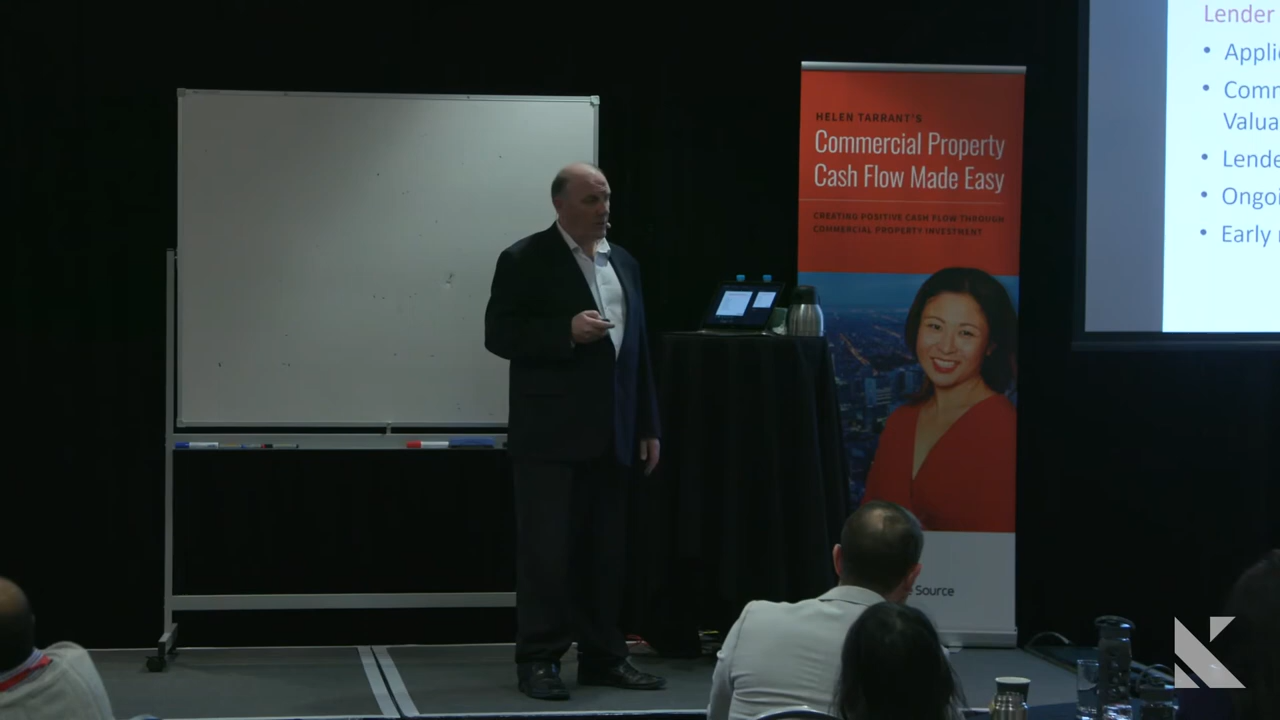 HELEN TARRANT'S
Commercial Property
Cash Flow Made Easy
CREATING POSITIVE CASH FLOW THROUGH
COMMERCIAL PROPERTY INVESTMENT
Source
Lender
• Appli
• Comm
Valua
• Lende
• Ongoi
• Early